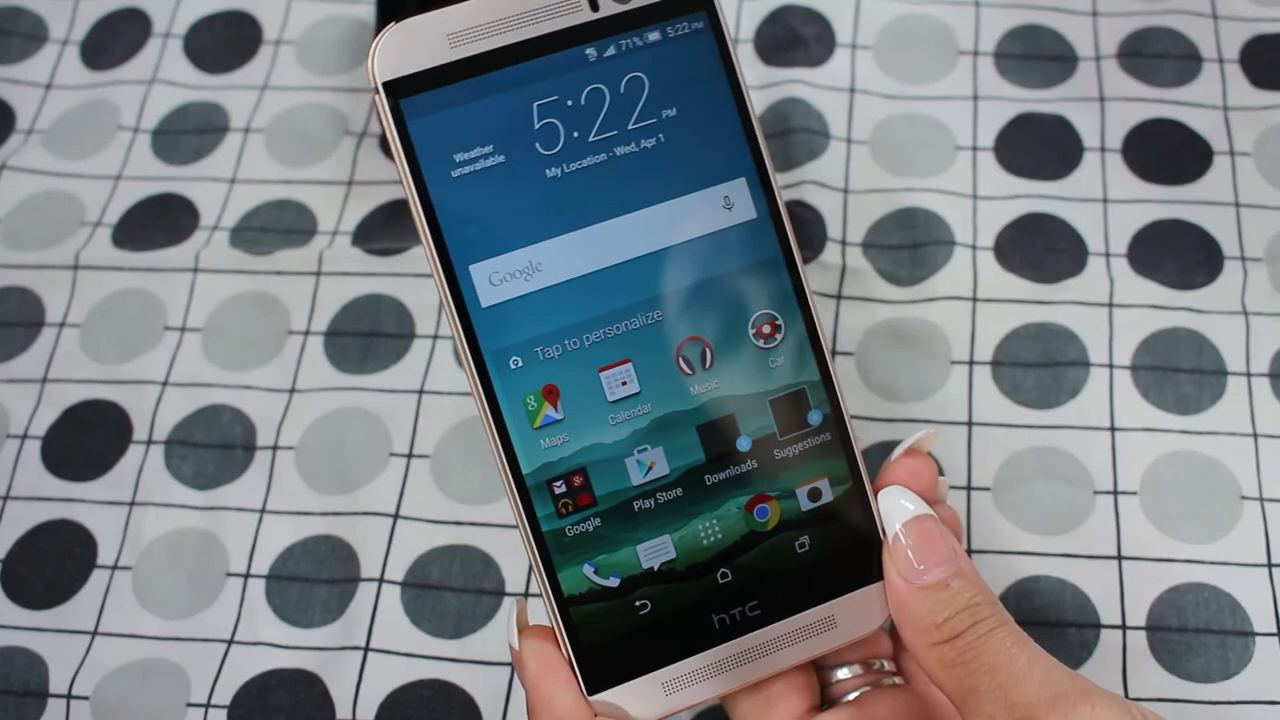 71% 5:22 PM
5:22 PM
Weather
unavailable
My Location - Wed, Apr 1
Google
Tap to personalize
Maps
Calendar
Music
Car
Google
Play Store
Downloads
Suggestions
hTC